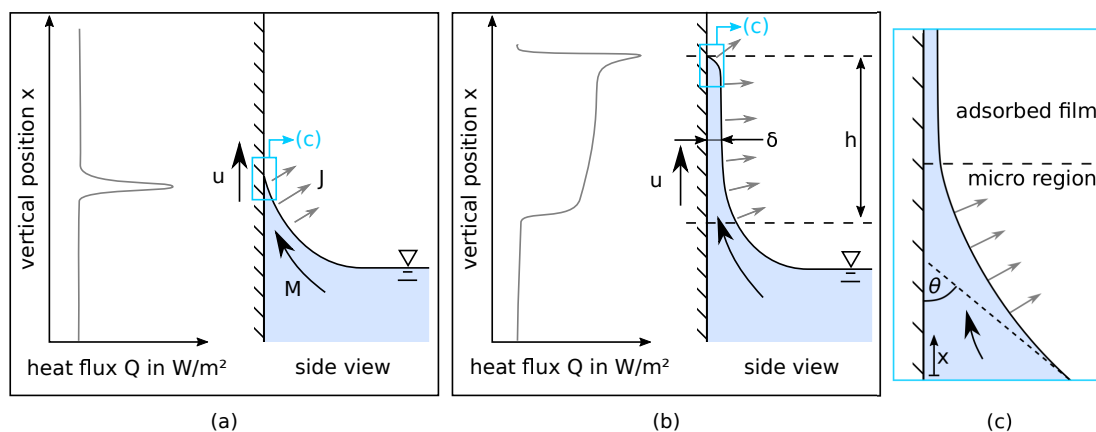 vertical position x
heat flux Q in W/m²
u
(c)
J
M
side view
(a)
vertical position x
heat flux Q in W/m²
(c)
δ
h
u
side view
(b)
adsorbed film
micro region
θ
x
(c)